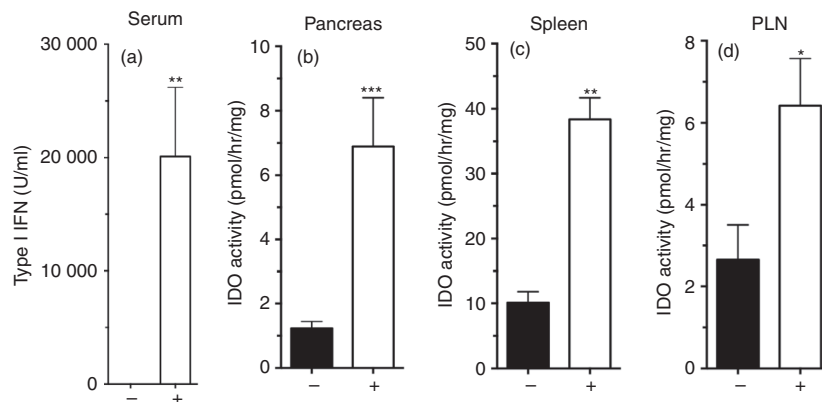 Serum
(a)
**
Type I IFN (U/ml)
30 000
20 000
10 000
0
– +
Pancreas
(b)
***
IDO activity (pmol/hr/mg)
10
8
6
4
2
0
– +
Spleen
(c)
**
IDO activity (pmol/hr/mg)
50
40
30
20
10
0
– +
PLN
(d)
*
IDO activity (pmol/hr/mg)
8
6
4
2
0
– +